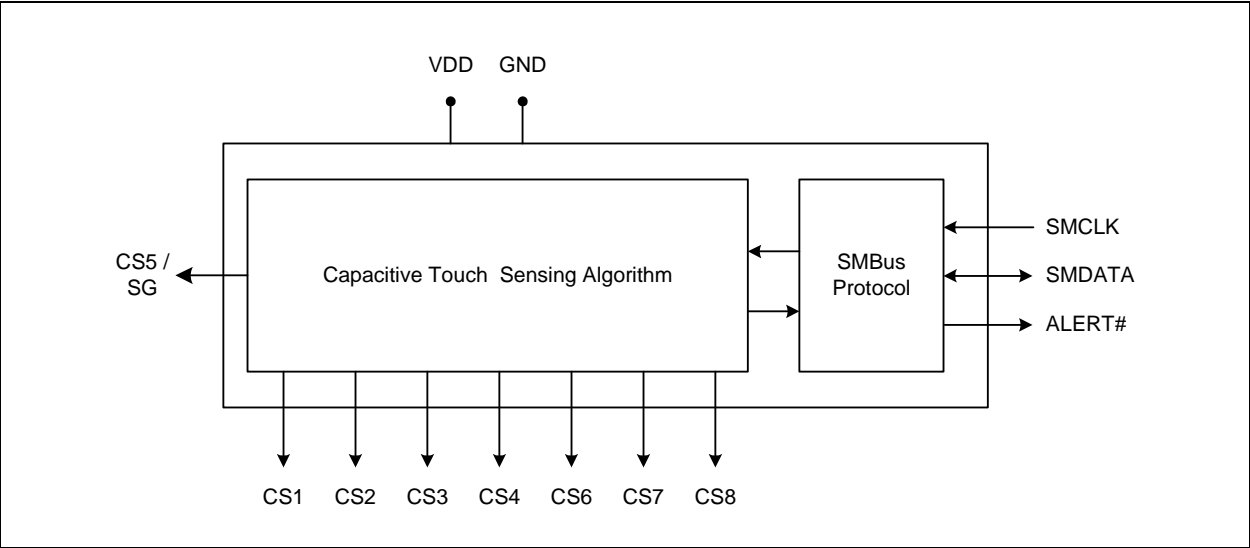 VDD GND
CS5 /
SG
Capacitive Touch Sensing Algorithm
SMBus
Protocol
SMCLK
SMDATA
ALERT#
CS1 CS2 CS3 CS4 CS6 CS7 CS8